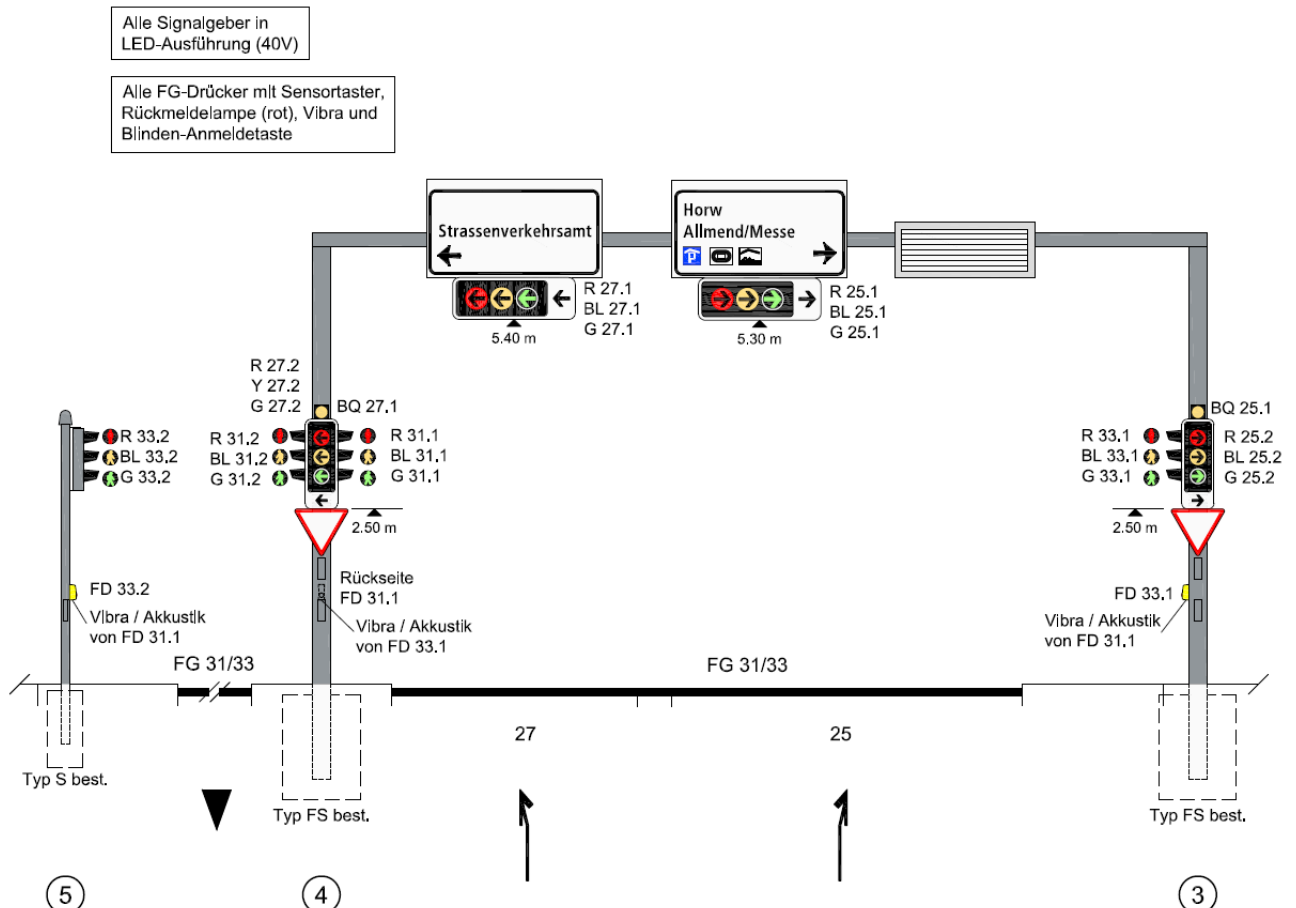 Alle Signalgeber in
LED-Ausführung (40V)
Alle FG-Drücker mit Sensortaster,
Rückmeldelampe (rot), Vibra und
Blinden-Anmeldetaste
Strassenverkehrsamt
Horw
Allmend/Messe
P
R 27.1
BL 27.1
G 27.1
5.40 m
R 25.1
BL 25.1
G 25.1
5.30 m
R 27.2
Y 27.2
G 27.2
BQ 27.1
BQ 25.1
R 33.2
BL 33.2
G 33.2
R 31.2
BL 31.2
G 31.2
R 31.1
BL 31.1
G 31.1
R 33.1
BL 33.1
G 33.1
R 25.2
BL 25.2
G 25.2
2.50 m
2.50 m
FD 33.2
Vibra / Akkustik
von FD 31.1
Rückseite
FD 31.1
Vibra / Akkustik
von FD 33.1
FD 33.1
Vibra / Akkustik
von FD 31.1
FG 31/33
FG 31/33
27
25
Typ S best.
Typ FS best.
Typ FS best.
5
4
3